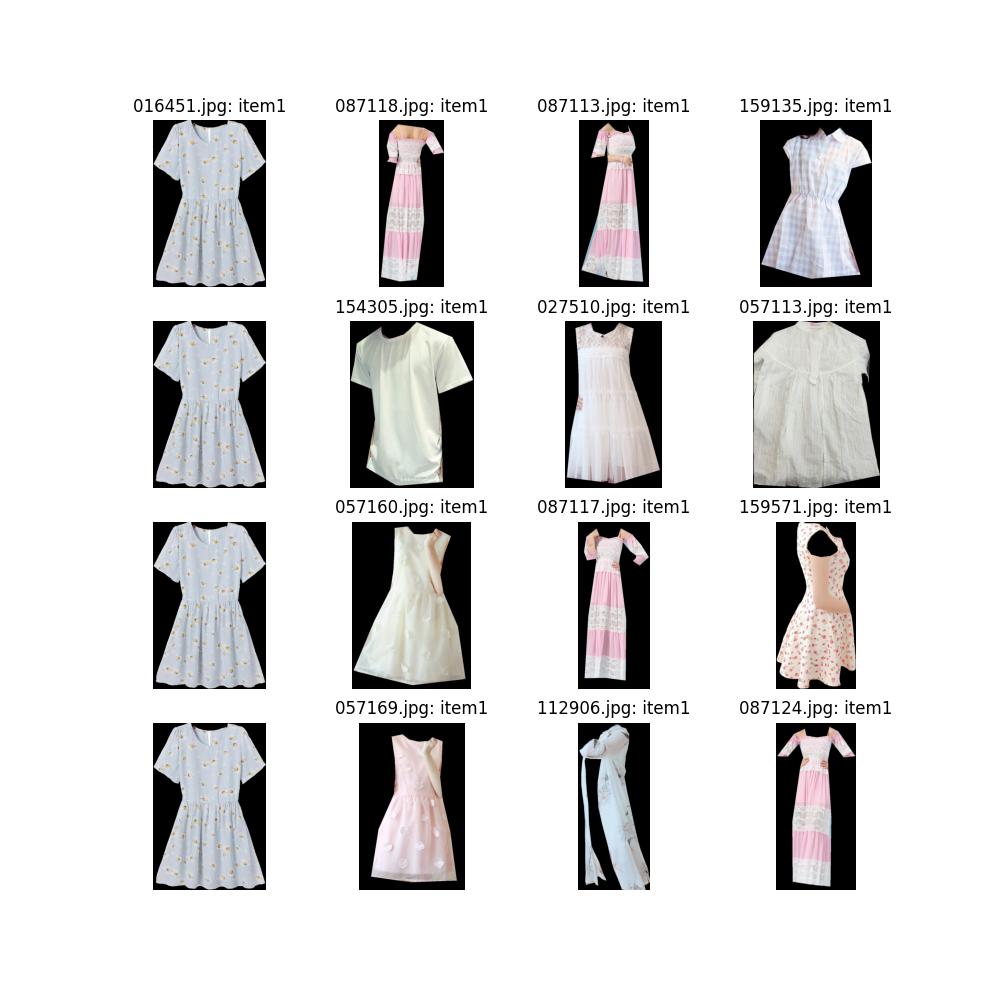 016451.jpg: item1
087118.jpg: item1
087113.jpg: item1
159135.jpg: item1
154305.jpg: item1
027510.jpg: item1
057113.jpg: item1
057160.jpg: item1
087117.jpg: item1
159571.jpg: item1
057169.jpg: item1
112906.jpg: item1
087124.jpg: item1